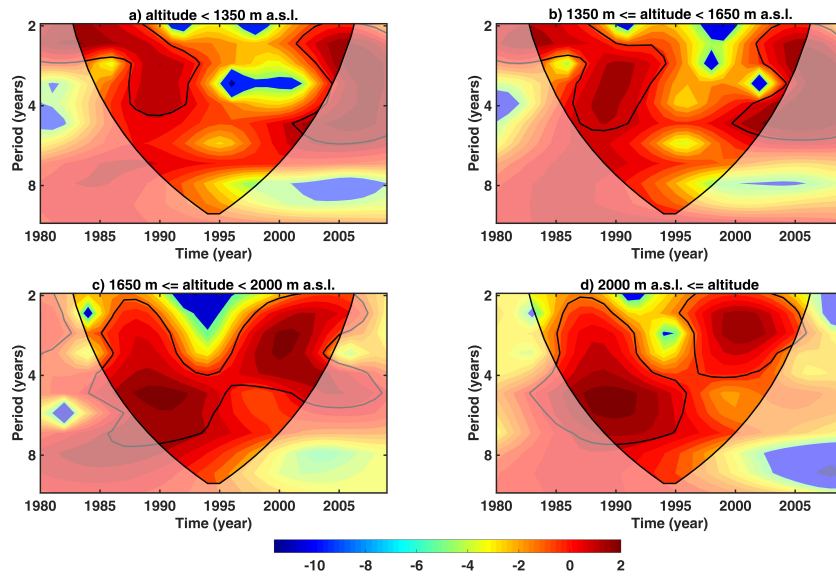 a) altitude < 1350 m a.s.l.
2
4
8
Period (years)
1980 1985 1990 1995 2000 2005
Time (year)
b) 1350 m <= altitude < 1650 m a.s.l.
2
4
8
Period (years)
1980 1985 1990 1995 2000 2005
Time (year)
c) 1650 m <= altitude < 2000 m a.s.l.
2
4
8
Period (years)
1980 1985 1990 1995 2000 2005
Time (year)
d) 2000 m a.s.l. <= altitude
2
4
8
Period (years)
1980 1985 1990 1995 2000 2005
Time (year)
-10 -8 -6 -4 -2 0 2